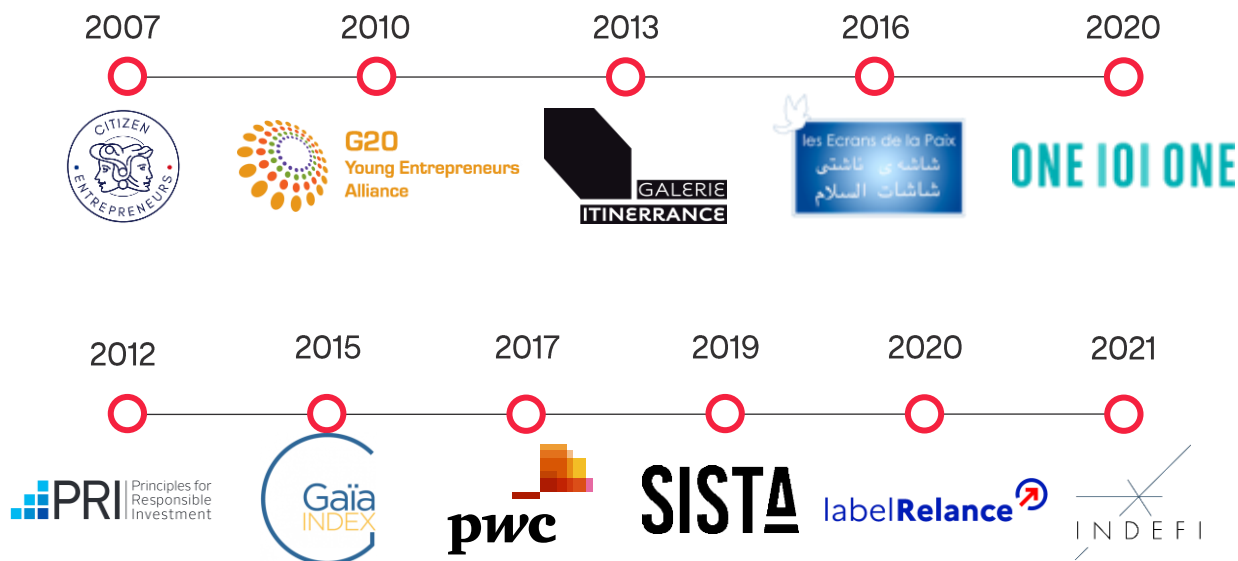 2007 2010 2013 2016 2020
CITIZEN
ENTREPRENEURS
G20
Young Entrepreneurs
Alliance
GALERIE
ITINERRANCE
les Ecrans de la Paix
شاشه ی ناشتی
شاشات السلام
ONE IOI ONE
2012 2015 2017 2019 2020 2021
PRI
Principles for
Responsible
Investment
Gaïa
INDEX
pwc
SISTA
labelRelance
INDEFI